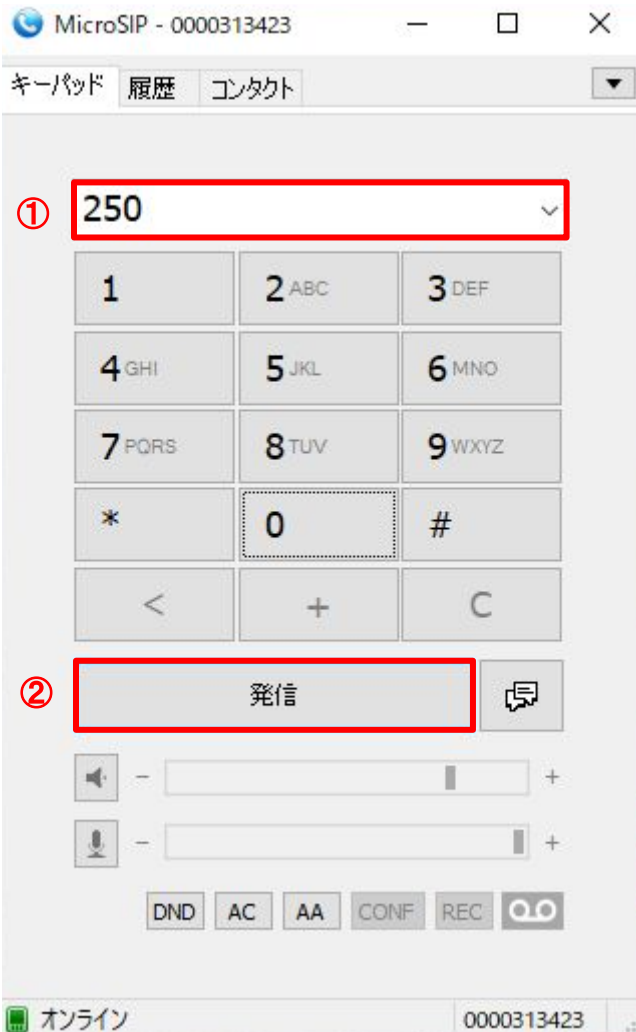 MicroSIP - 0000313423
キーパッド 履歴 コンタクト
① 250
1 2 ABC 3 DEF
4 GHI 5 JKL 6 MNO
7 PQRS 8 TUV 9 WXYZ
* 0 #
< + C
② 発信
- +
- +
DND AC AA CONF REC
オンライン 0000313423